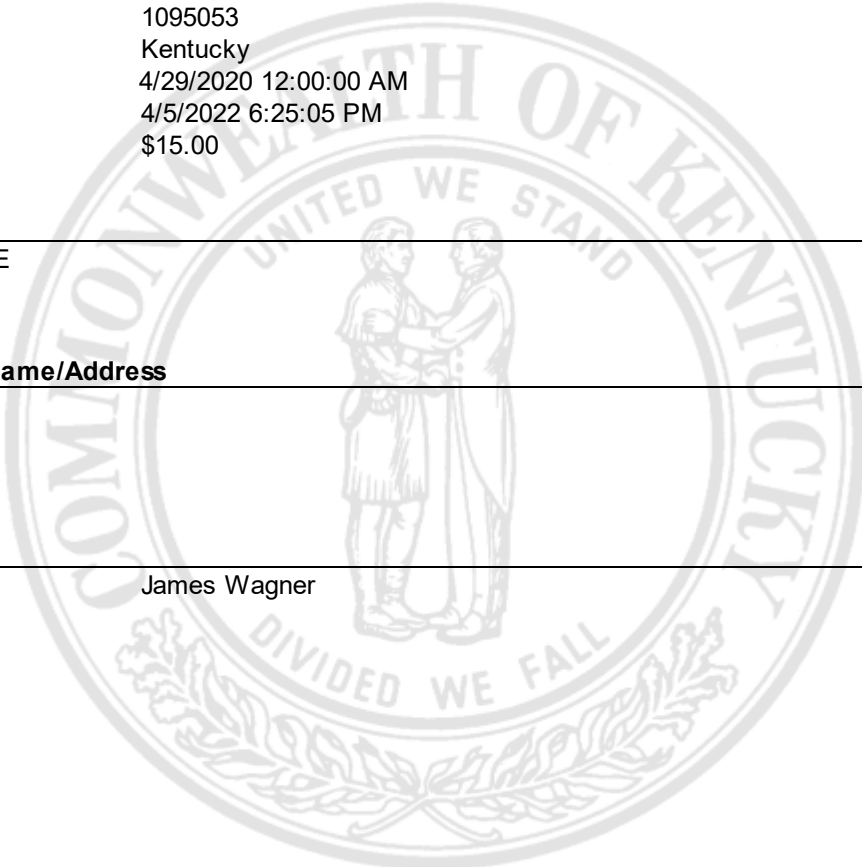 1095053
Kentucky
4/29/2020 12:00:00 AM
4/5/2022 6:25:05 PM
$15.00
COMMONWEALTH OF KENTUCKY
UNITED WE STAND
E
ame/Address
James Wagner
DIVIDED WE FALL